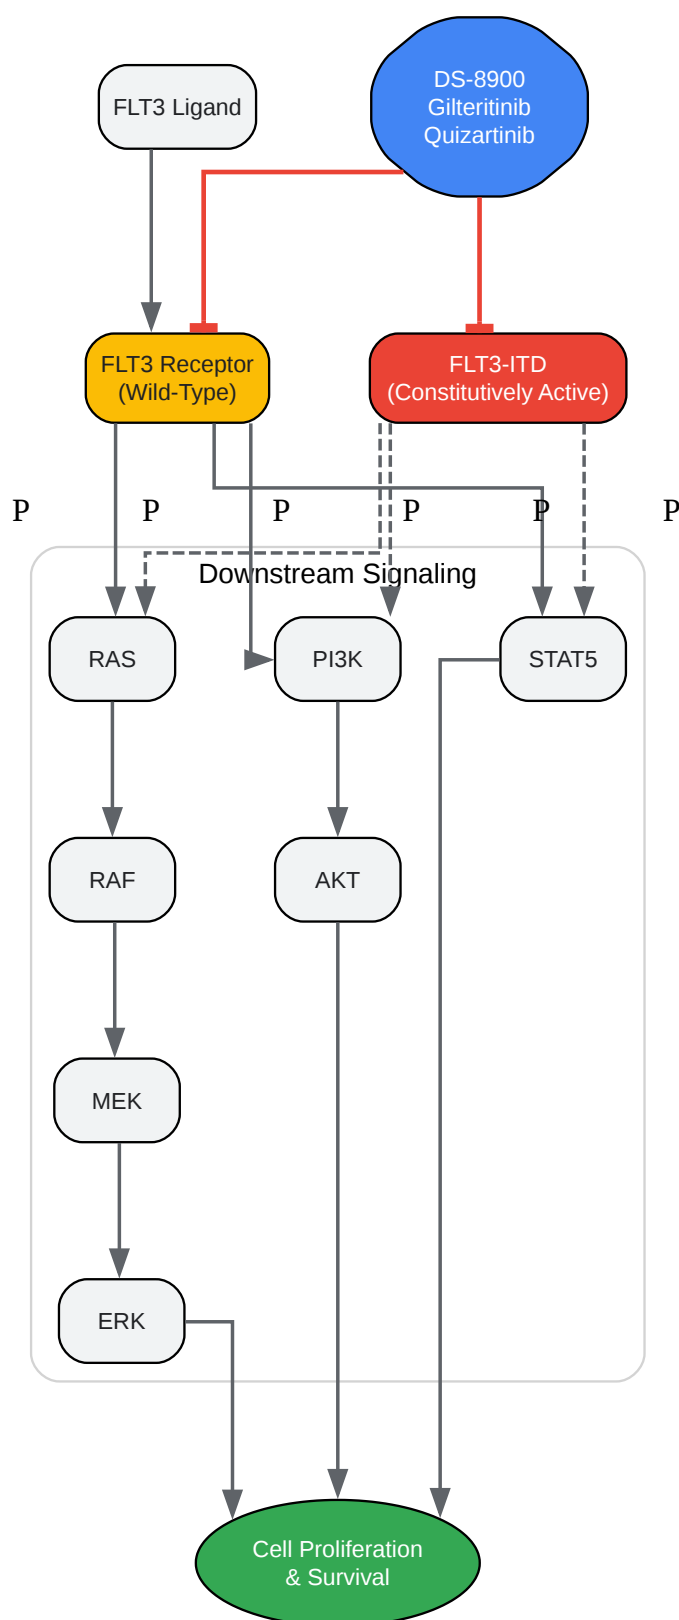 DS-8900
Gilteritinib
Quizartinib
FLT3 Ligand
FLT3 Receptor
(Wild-Type)
FLT3-ITD
(Constitutively Active)
P P P P P P
Downstream Signaling
RAS
PI3K
STAT5
RAF
AKT
MEK
ERK
Cell Proliferation
& Survival